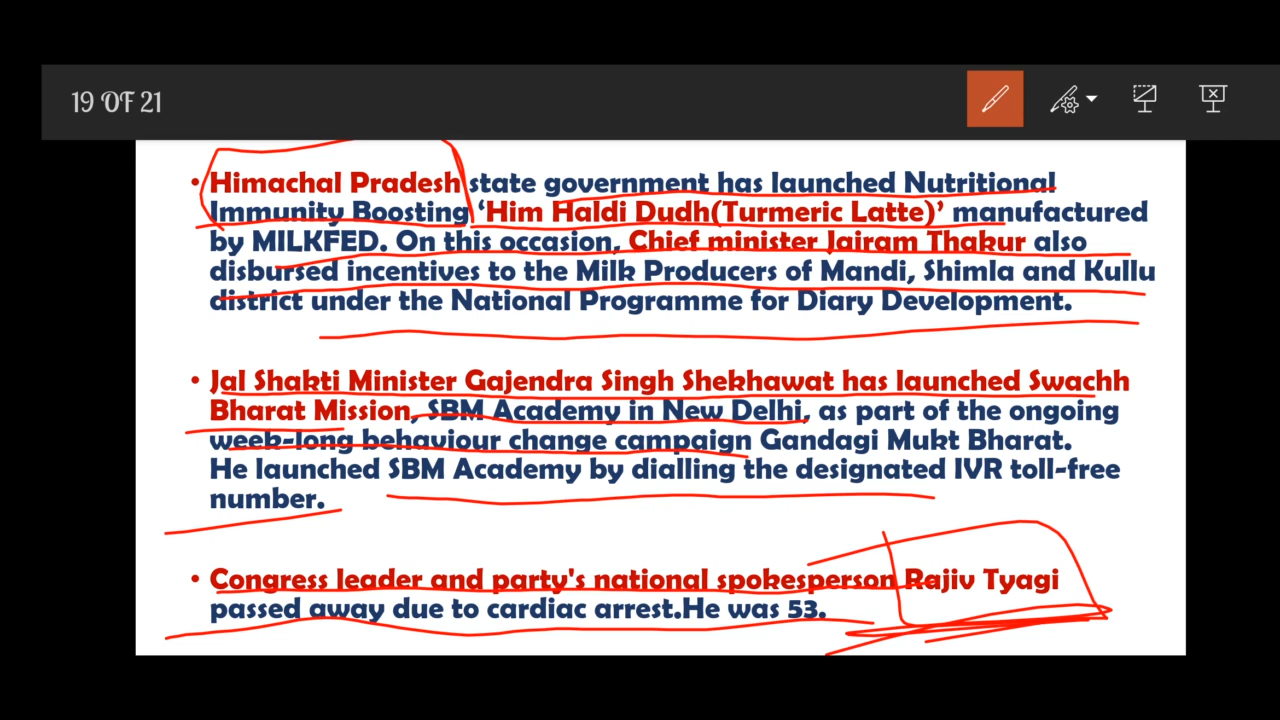 19 OF 21
• Himachal Pradesh state government has launched Nutritional
Immunity Boosting ‘Him Haldi Dudh(Turmeric Latte)’ manufactured
by MILKFED. On this occasion, Chief minister Jairam Thakur also
disbursed incentives to the Milk Producers of Mandi, Shimla and Kullu
district under the National Programme for Diary Development.
• Jal Shakti Minister Gajendra Singh Shekhawat has launched Swachh
Bharat Mission, SBM Academy in New Delhi, as part of the ongoing
week-long behaviour change campaign Gandagi Mukt Bharat.
He launched SBM Academy by dialling the designated IVR toll-free
number.
• Congress leader and party's national spokesperson Rajiv Tyagi
passed away due to cardiac arrest.He was 53.